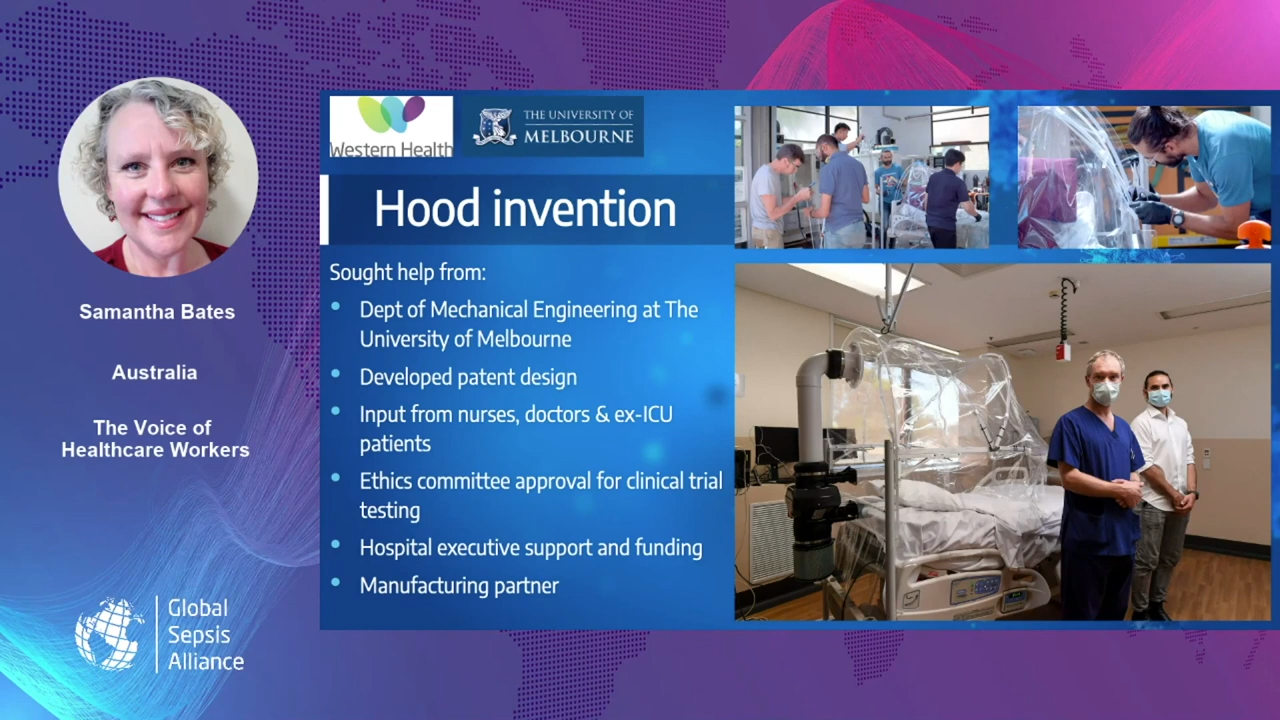 Samantha Bates
Australia
The Voice of
Healthcare Workers
Global
Sepsis
Alliance
Western Health
THE UNIVERSITY OF
MELBOURNE
Hood invention
Sought help from:
• Dept of Mechanical Engineering at The
University of Melbourne
• Developed patent design
• Input from nurses, doctors & ex-ICU
patients
• Ethics committee approval for clinical trial
testing
• Hospital executive support and funding
• Manufacturing partner